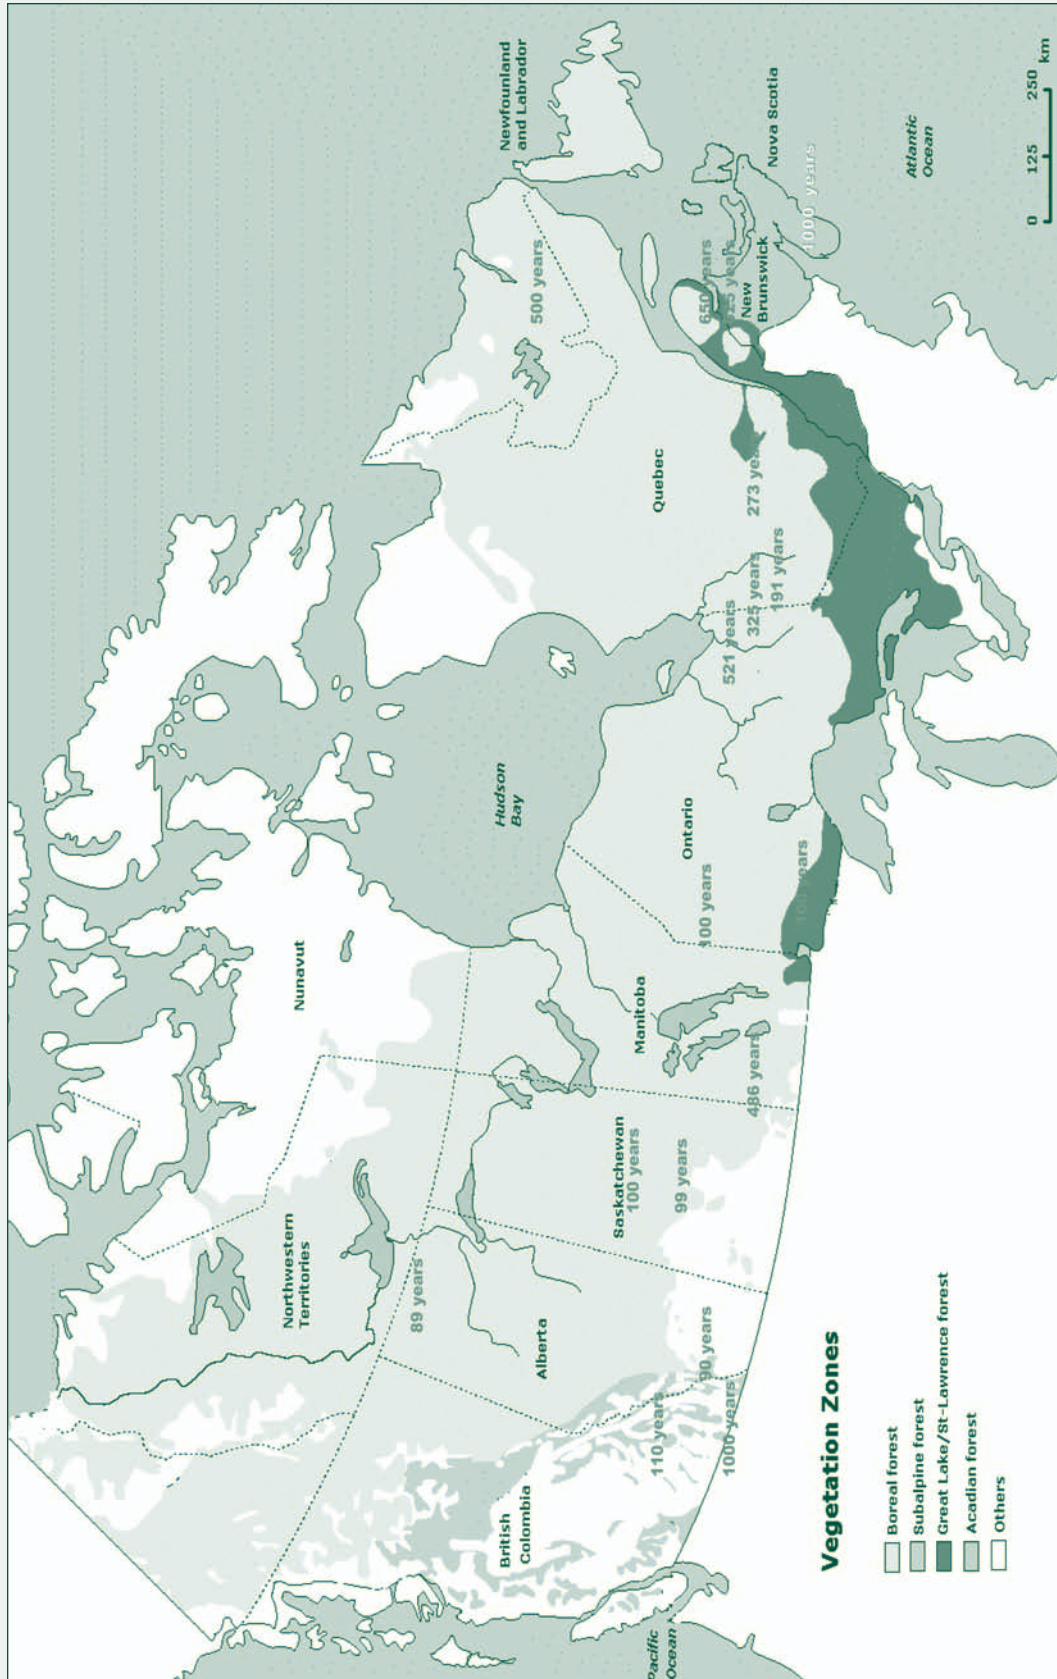 Newfounland
and Labrador
500 years
Nova Scotia
1000 years
Atlantic
Ocean
0 125 250
km
650 years
New
Brunswick
Quebec
273
191 years
325 years
521 years
Hudson
Bay
Ontario
100 years
Nunavut
Manitoba
486 years
Saskatchewan
100 years
99 years
Northwestern
Territories
89 years
Alberta
90 years
110 years
1000 years
British
Colombia
Pacific
Ocean
Vegetation Zones
Boreal forest
Subalpine forest
Great Lake/St-Lawrence forest
Acadian forest
Others